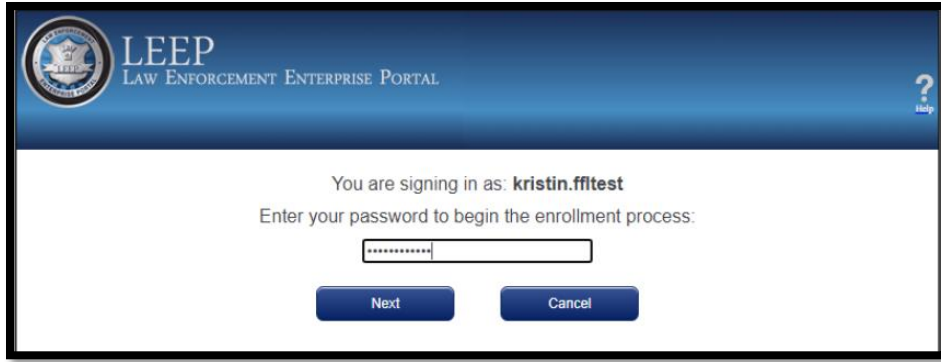 LEEP
LAW ENFORCEMENT ENTERPRISE PORTAL
Help
You are signing in as: kristin.ffltest
Enter your password to begin the enrollment process:
Next Cancel